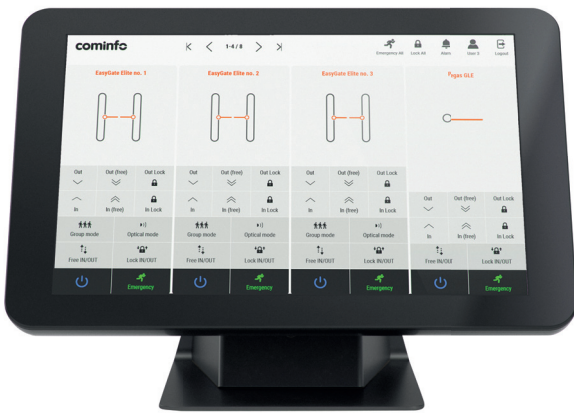 cominfo
1-4 / 8
Emergency All
Lock All
Alarm
User S
Logout
EasyGate Elite no. 1
EasyGate Elite no. 2
EasyGate Elite no. 3
Pegas GLE
Out Out (free) Out Lock
In In (free) In Lock
Group mode Optical mode
Free IN/OUT Lock IN/OUT
Emergency
Out Out (free) Out Lock
In In (free) In Lock
Group mode Optical mode
Free IN/OUT Lock IN/OUT
Emergency
Out Out (free) Out Lock
In In (free) In Lock
Group mode Optical mode
Free IN/OUT Lock IN/OUT
Emergency
Out Out (free) Out Lock
In In (free) In Lock
Free IN/OUT Lock IN/OUT
Emergency